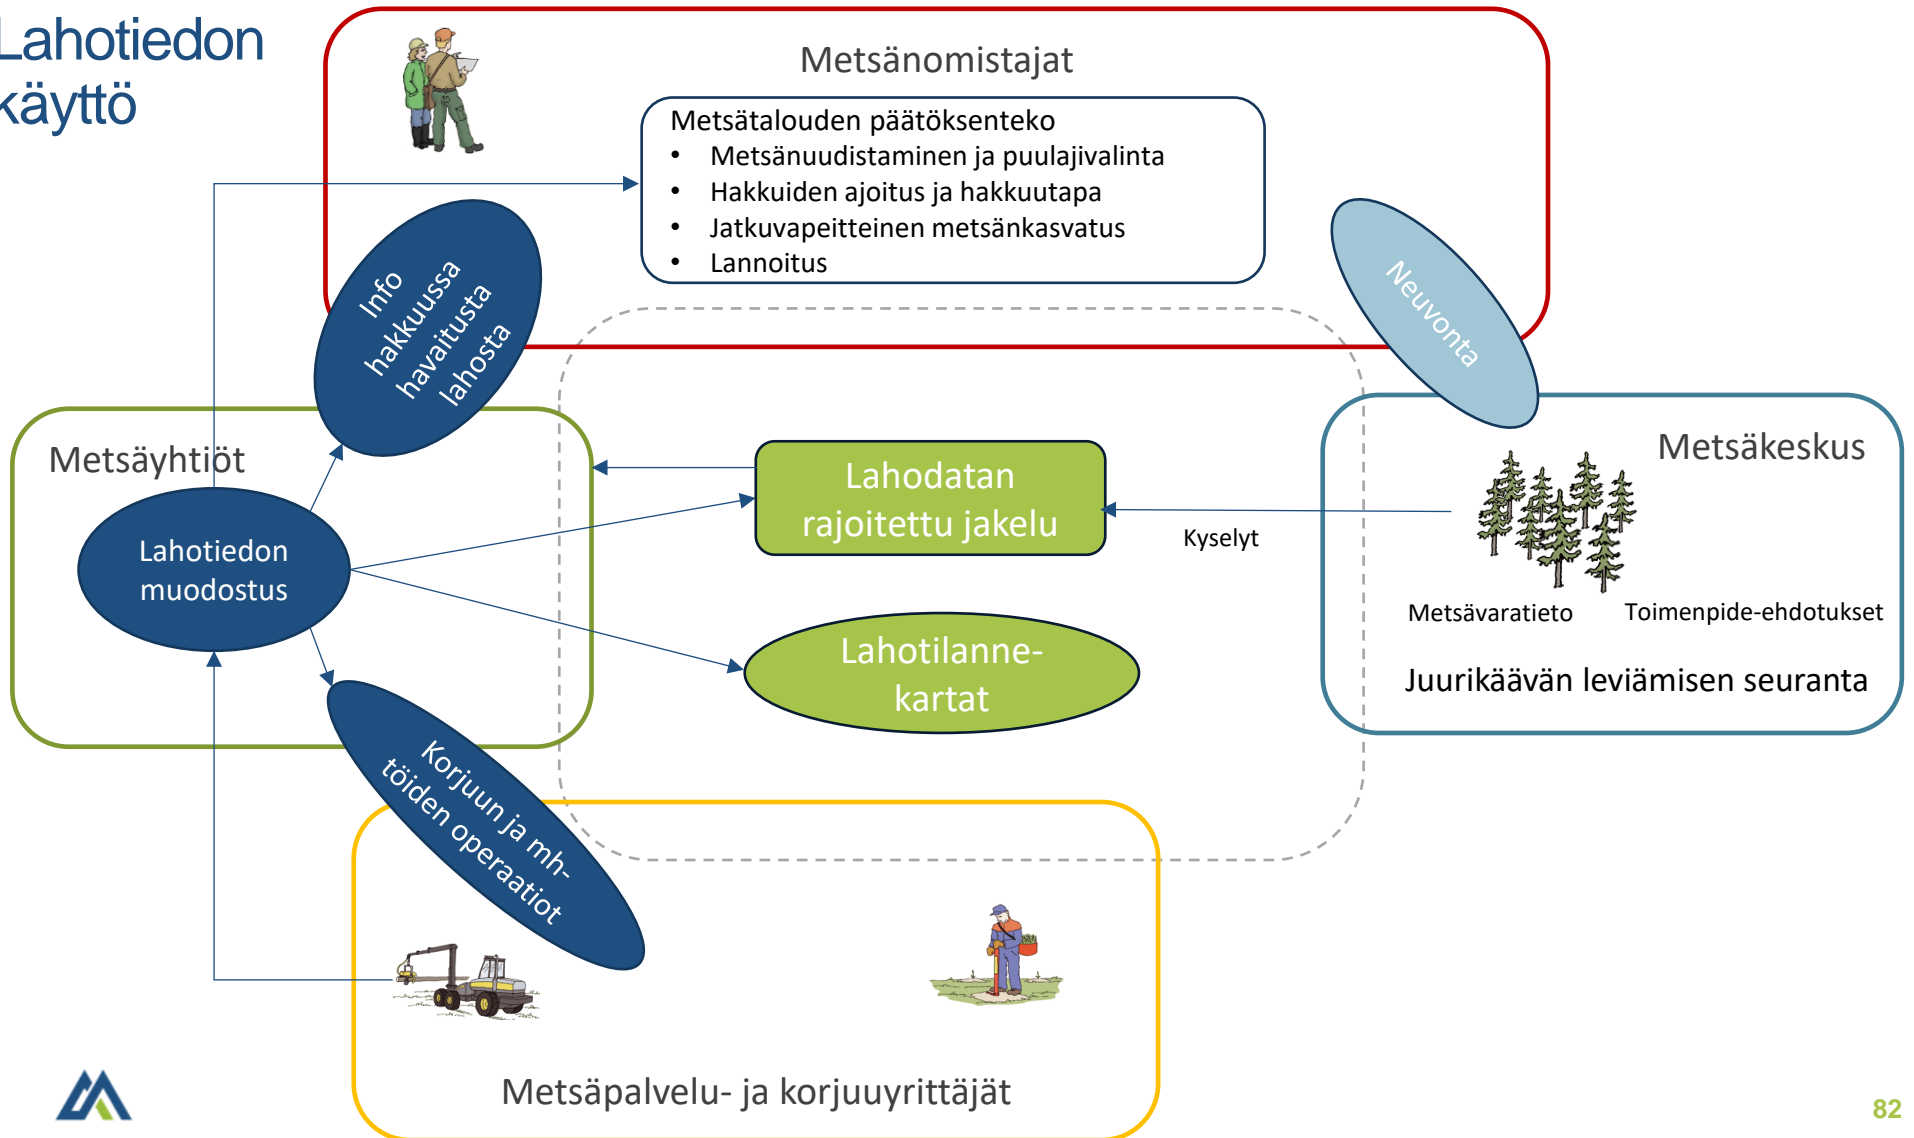 Lahotiedon
käyttö
Metsänomistajat
Metsätalouden päätöksenteko
• Metsänuudistaminen ja puulajivalinta
• Hakkuiden ajoitus ja hakkuutapa
• Jatkuvapeitteinen metsänkasvatus
• Lannoitus
Info
hakkuussa
havaitusta
lahosta
Neuvonta
Metsäyhtiöt
Lahotiedon
muodostus
Lahodatan
rajoitettu jakelu
Kyselyt
Metsäkeskus
Metsävaratieto
Toimenpide-ehdotukset
Juurikäävän leviämisen seuranta
Lahotilanne-
kartat
Korjuun ja mh-
töiden operaatiot
Metsäpalvelu- ja korjuuyrittäjät
82